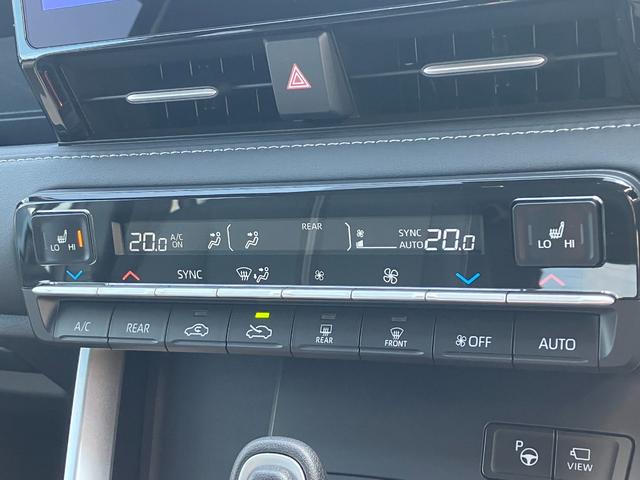 REAR
20.0 A/C ON
SYNC
AUTO 20.0
LO HI
LO HI
SYNC
A/C REAR REAR FRONT OFF AUTO
P
VIEW